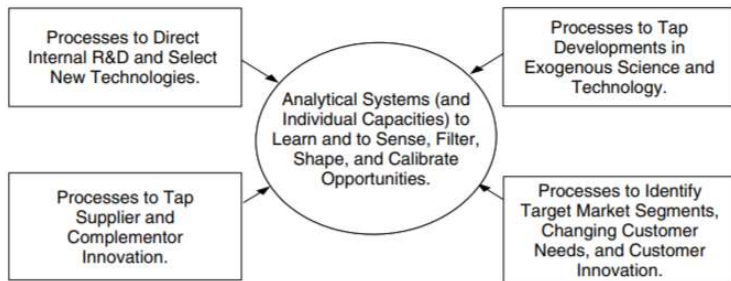 Processes to Direct
Internal R&D and Select
New Technologies.
Processes to Tap
Developments in
Exogenous Science and
Technology.
Analytical Systems (and
Individual Capacities) to
Learn and to Sense, Filter,
Shape, and Calibrate
Opportunities.
Processes to Tap
Supplier and
Complementor
Innovation.
Processes to Identify
Target Market Segments,
Changing Customer
Needs, and Customer
Innovation.